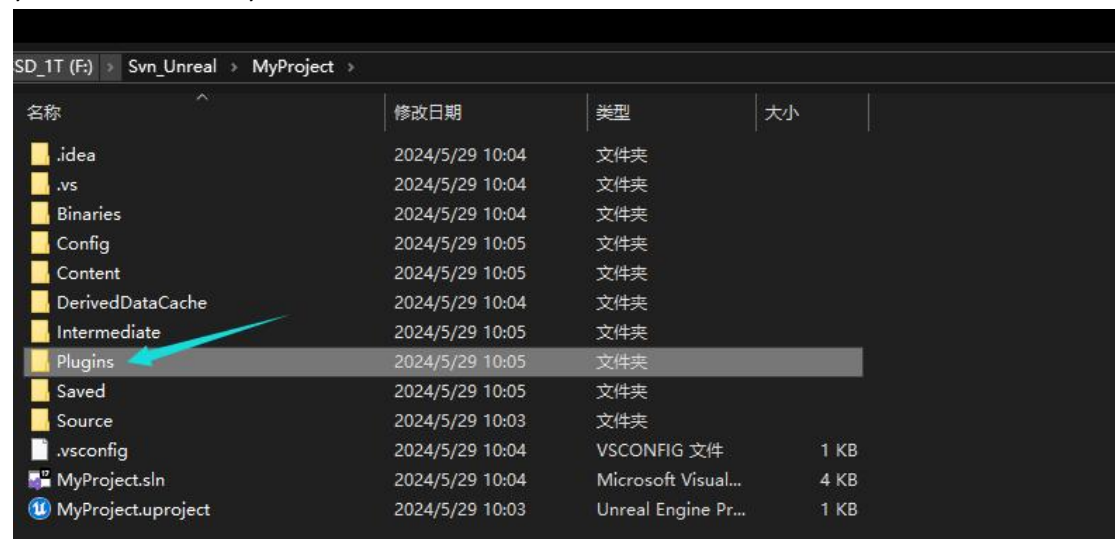 SD_1T (F:) > Svn_Unreal > MyProject >
名称 修改日期 类型 大小
.idea 2024/5/29 10:04 文件夹
.vs 2024/5/29 10:04 文件夹
Binaries 2024/5/29 10:04 文件夹
Config 2024/5/29 10:05 文件夹
Content 2024/5/29 10:05 文件夹
DerivedDataCache 2024/5/29 10:04 文件夹
Intermediate 2024/5/29 10:05 文件夹
Plugins 2024/5/29 10:05 文件夹
Saved 2024/5/29 10:05 文件夹
Source 2024/5/29 10:03 文件夹
.vsconfig 2024/5/29 10:04 VSCONFIG 文件 1 KB
MyProject.sln 2024/5/29 10:04 Microsoft Visual... 4 KB
MyProject.uproject 2024/5/29 10:03 Unreal Engine Pr... 1 KB